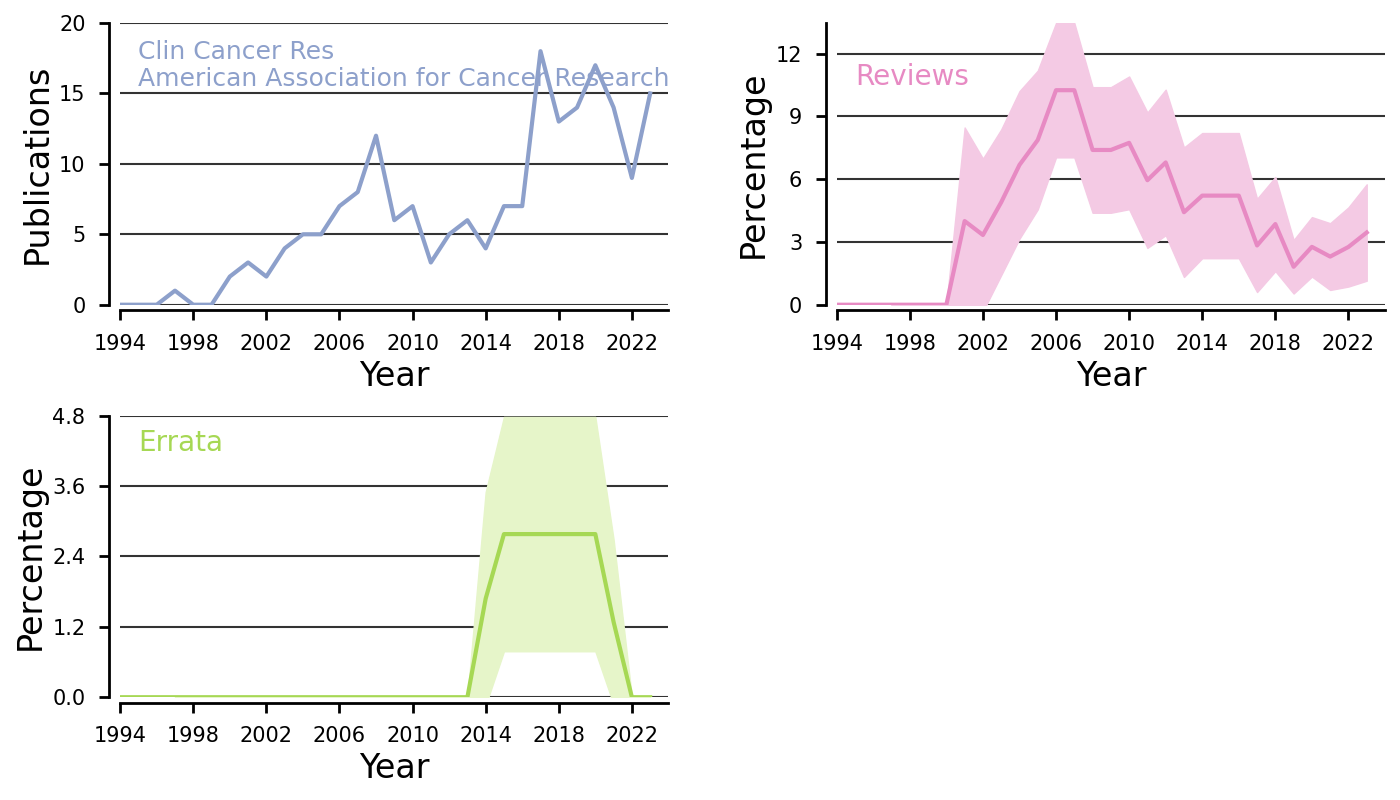 20
15
10
5
0
Publications
Clin Cancer Res
American Association for Cancer Research
1994 1998 2002 2006 2010 2014 2018 2022
Year
12
9
6
3
0
Percentage
Reviews
1994 1998 2002 2006 2010 2014 2018 2022
Year
4.8
3.6
2.4
1.2
0.0
Percentage
Errata
1994 1998 2002 2006 2010 2014 2018 2022
Year